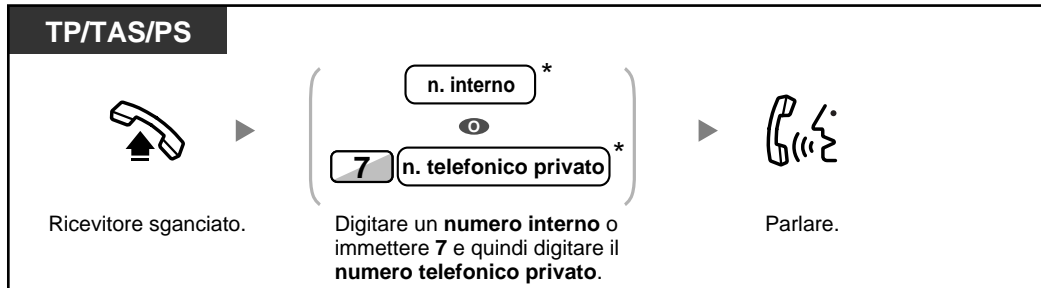 TP/TAS/PS
n. interno *
o
7 n. telefonico privato *
Ricevitore sganciato.
Digitare un numero interno o
immettere 7 e quindi digitare il
numero telefonico privato.
Parlare.